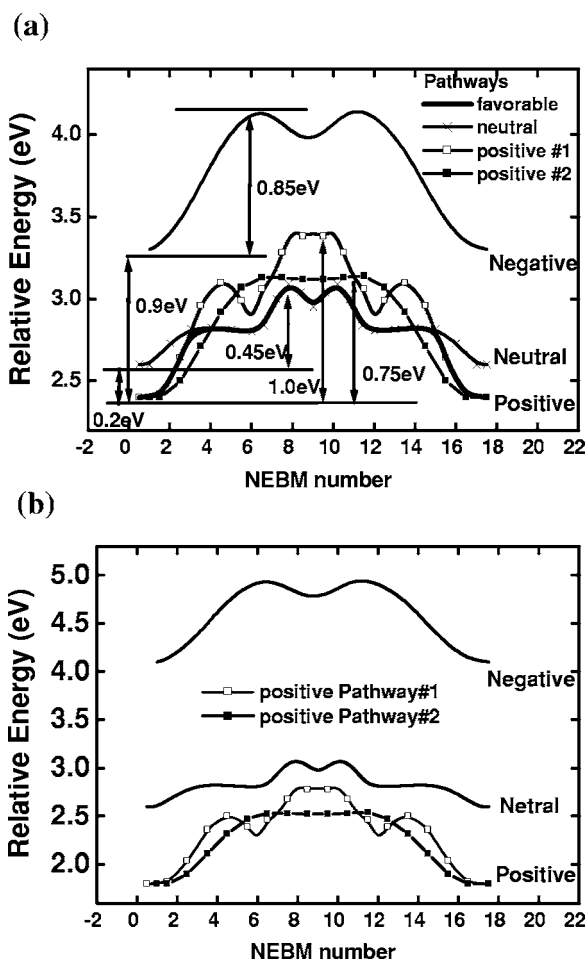 (a)
Pathways
favorable
neutral
positive #1
positive #2
4.0
3.5
3.0
2.5
Relative Energy (eV)
0.85eV
0.9eV
0.45eV
1.0eV
0.75eV
0.2eV
Negative
Neutral
Positive
-2 0 2 4 6 8 10 12 14 16 18 20 22
NEBM number
(b)
5.0
4.5
4.0
3.5
3.0
2.5
2.0
Relative Energy (eV)
Negative
positive Pathway#1
positive Pathway#2
Netral
Positive
-2 0 2 4 6 8 10 12 14 16 18 20 22
NEBM number